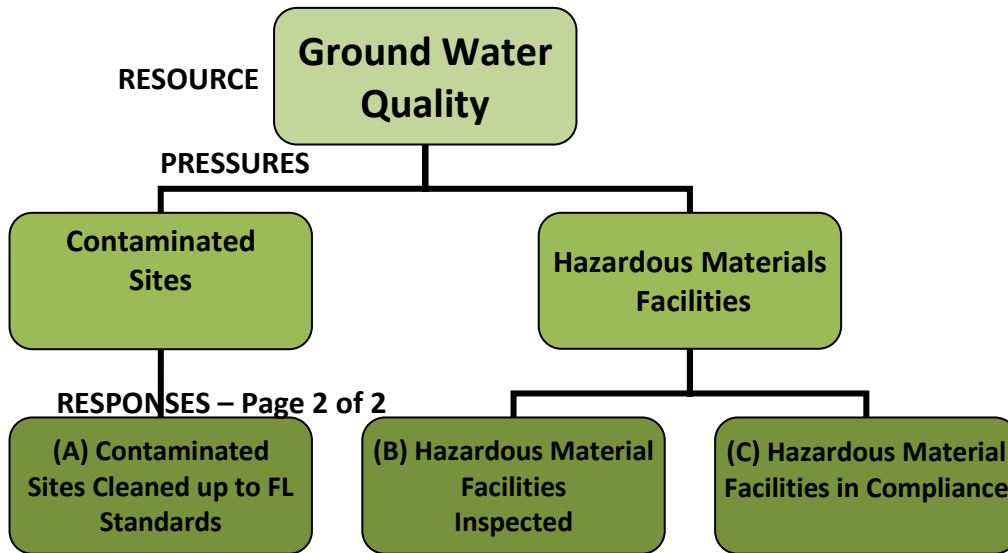 RESOURCE
Ground Water
Quality
PRESSURES
Contaminated
Sites
Hazardous Materials
Facilities
RESPONSES – Page 2 of 2
(A) Contaminated
Sites Cleaned up to FL
Standards
(B) Hazardous Material
Facilities
Inspected
(C) Hazardous Material
Facilities in Compliance